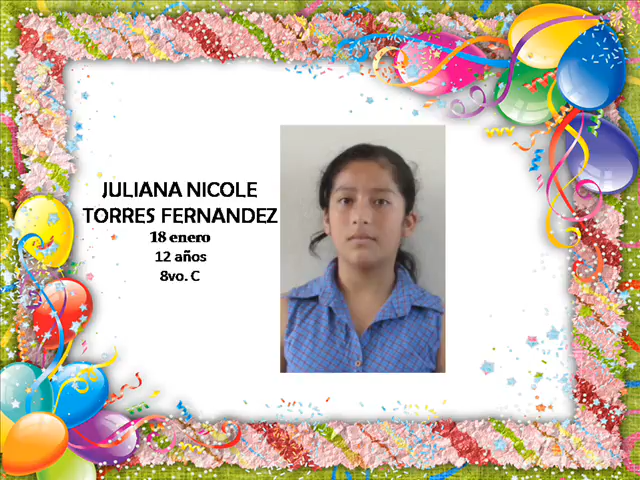 JULIANA NICOLE
TORRES FERNANDEZ
18 enero
12 años
8vo. C